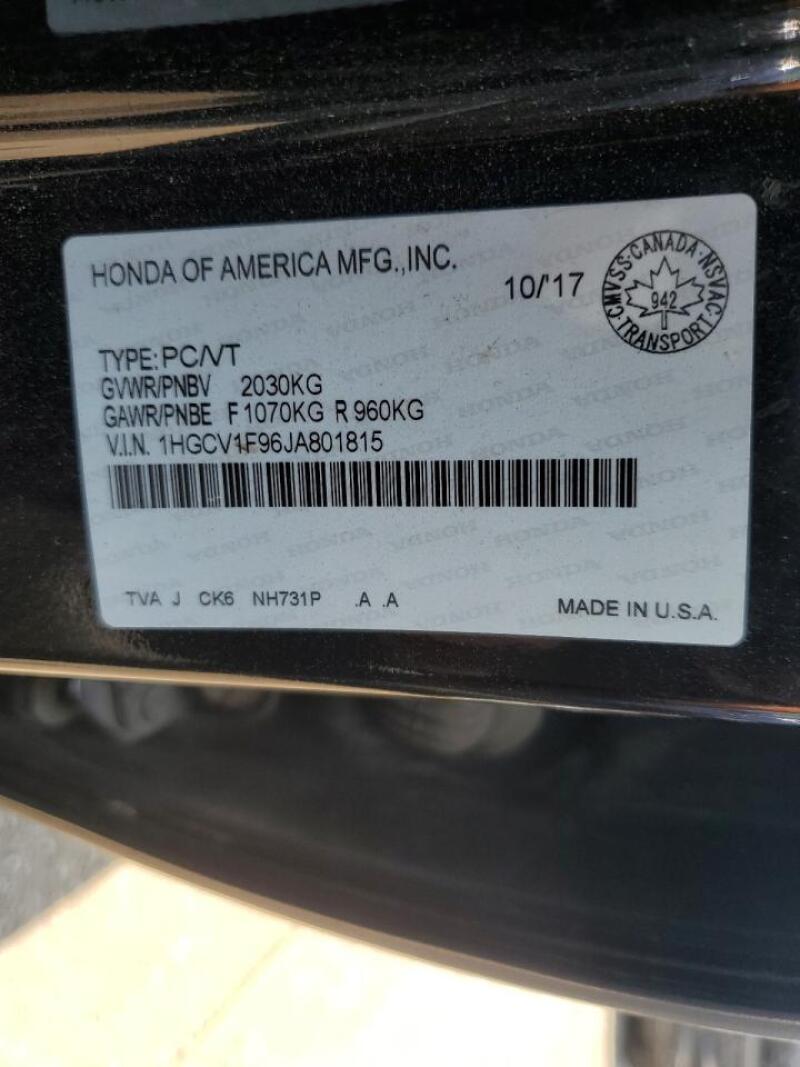 HONDA OF AMERICA MFG.,INC.
10/'17
CMVSS·CANADA·NSVAC·TRANSPORT·
942
TYPE: PC/VT
GVWR/PNBV 2030KG
GAWR/PNBE F 1070KG R 960KG
V.I.N. 1HGCV1F96JA801815
TVA J CK6 NH731P .A .A
MADE IN U.S.A.